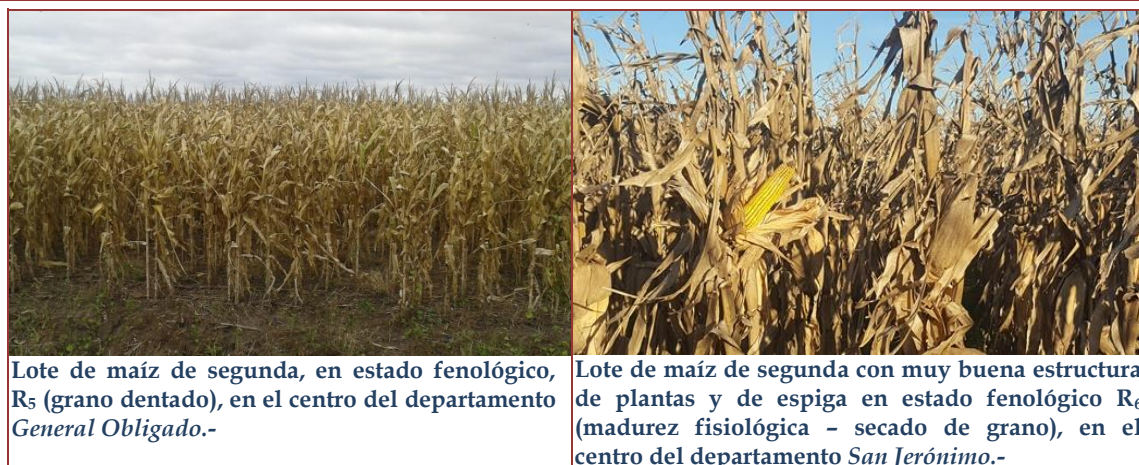 Lote de maíz de segunda, en estado fenológico,
R₅ (grano dentado), en el centro del departamento
General Obligado.-
Lote de maíz de segunda con muy buena estructura
de plantas y de espiga en estado fenológico R₆
(madurez fisiológica – secado de grano), en el
centro del departamento San Jerónimo.-